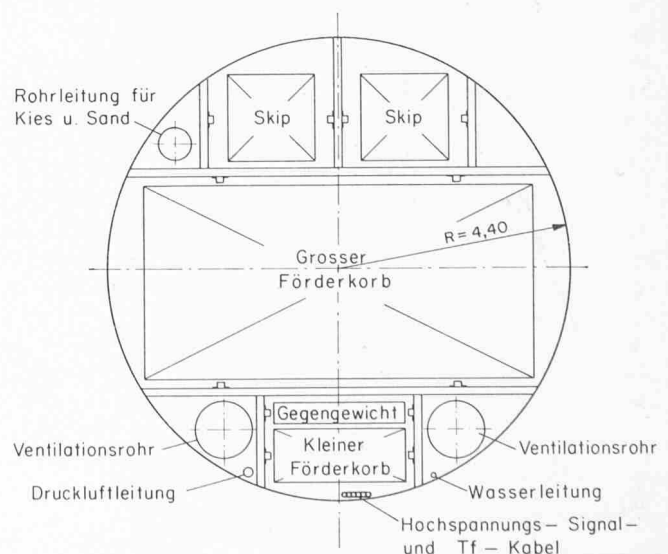 Rohrleitung für
Kies u. Sand
Skip
Skip
R = 4,40
Grosser
Förderkorb
Gegengewicht
Kleiner
Förderkorb
Ventilationsrohr
Ventilationsrohr
Druckluftleitung
Wasserleitung
Hochspannungs – Signal –
und Tf – Kabel